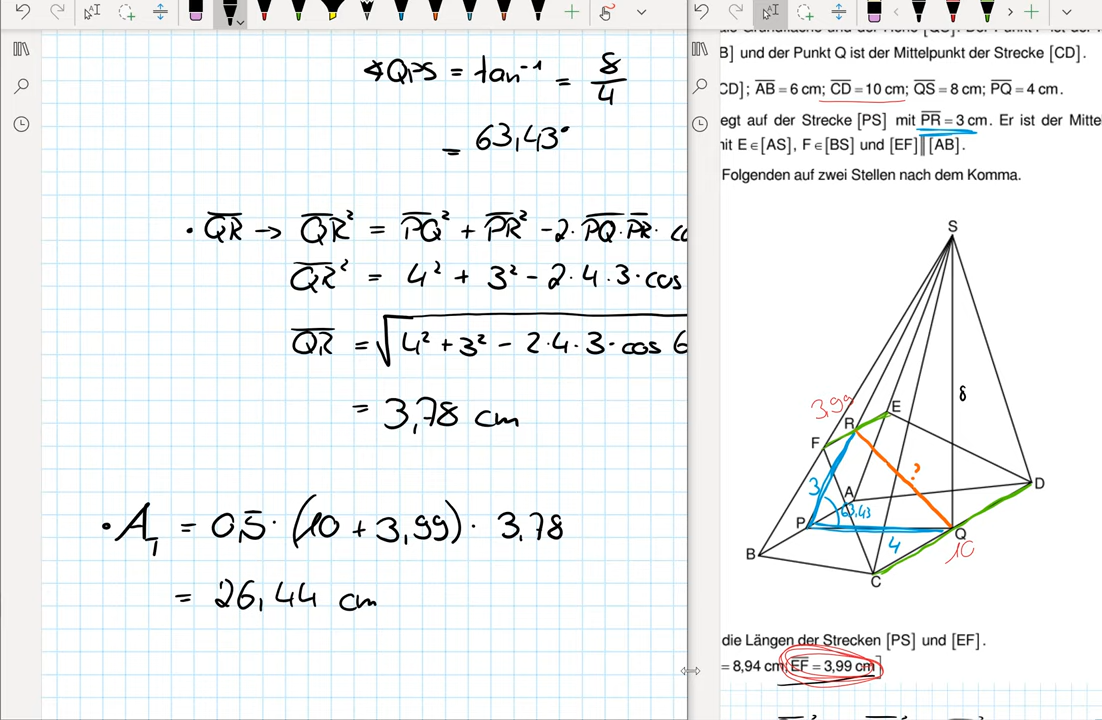 ∢QPS = tan⁻¹ = 8/4
= 63,43°
· QR → QR² = PQ² + PR² - 2·PQ·PR·
QR² = 4² + 3² - 2·4·3·cos
QR = √4² + 3² - 2·4·3·cos 6
= 3,78 cm
· A₁ = 0,5 · (10 + 3,99) · 3,78
= 26,44 cm
B] und der Punkt Q ist der Mittelpunkt der Strecke [CD].
CD]; AB = 6 cm; CD = 10 cm; QS = 8 cm; PQ = 4 cm.
egt auf der Strecke [PS] mit PR = 3 cm. Er ist der Mitte
nit E∈[AS], F∈[BS] und [EF]∥[AB].
Folgenden auf zwei Stellen nach dem Komma.
S
8
3,99
E
R
F
?
3
A
D
63,43
P
Q
4
10
B
C
die Längen der Strecken [PS] und [EF].
= 8,94 cm; EF = 3,99 cm]